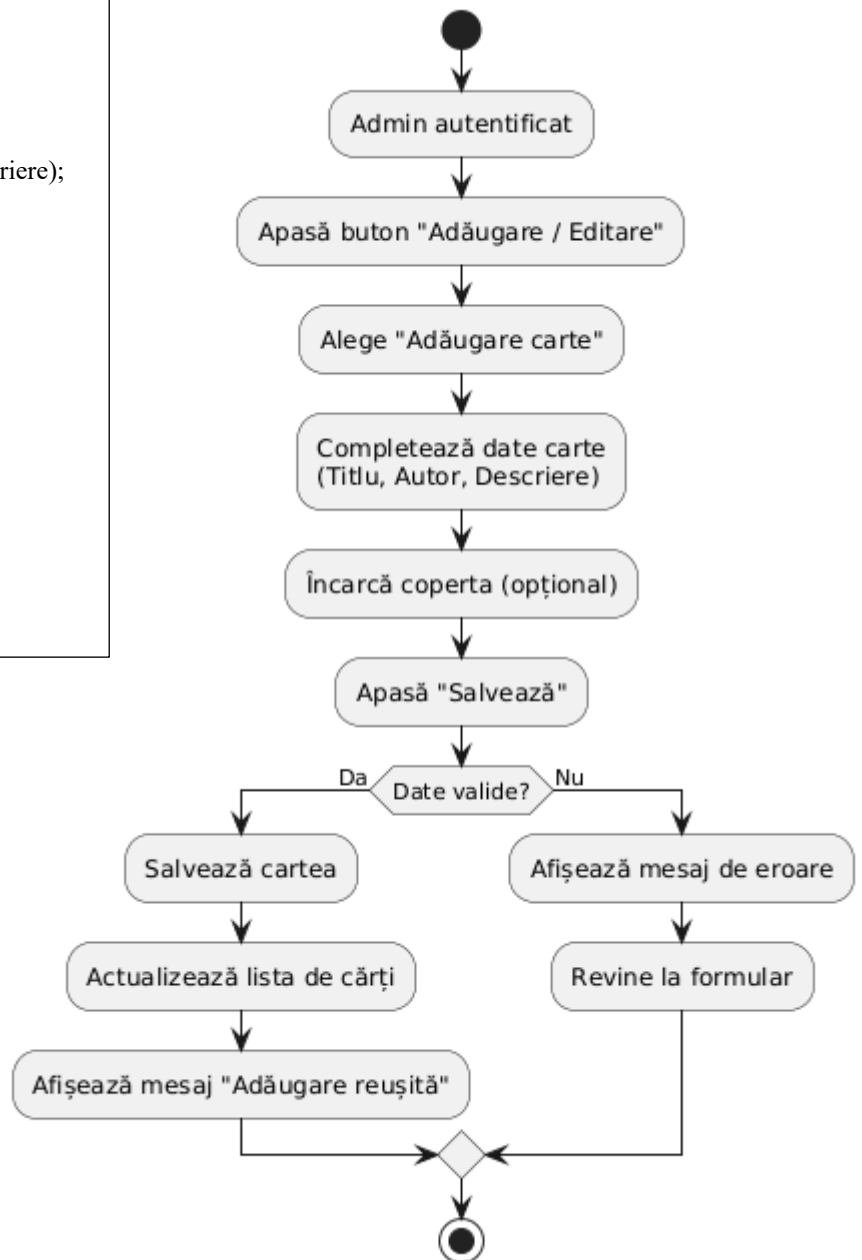 riere);
Admin autentificat
Apasă buton "Adăugare / Editare"
Alege "Adăugare carte"
Completează date carte
(Titlu, Autor, Descriere)
Încarcă coperta (opțional)
Apasă "Salvează"
Date valide?
Da
Nu
Salvează cartea
Actualizează lista de cărți
Afișează mesaj "Adăugare reușită"
Afișează mesaj de eroare
Revine la formular